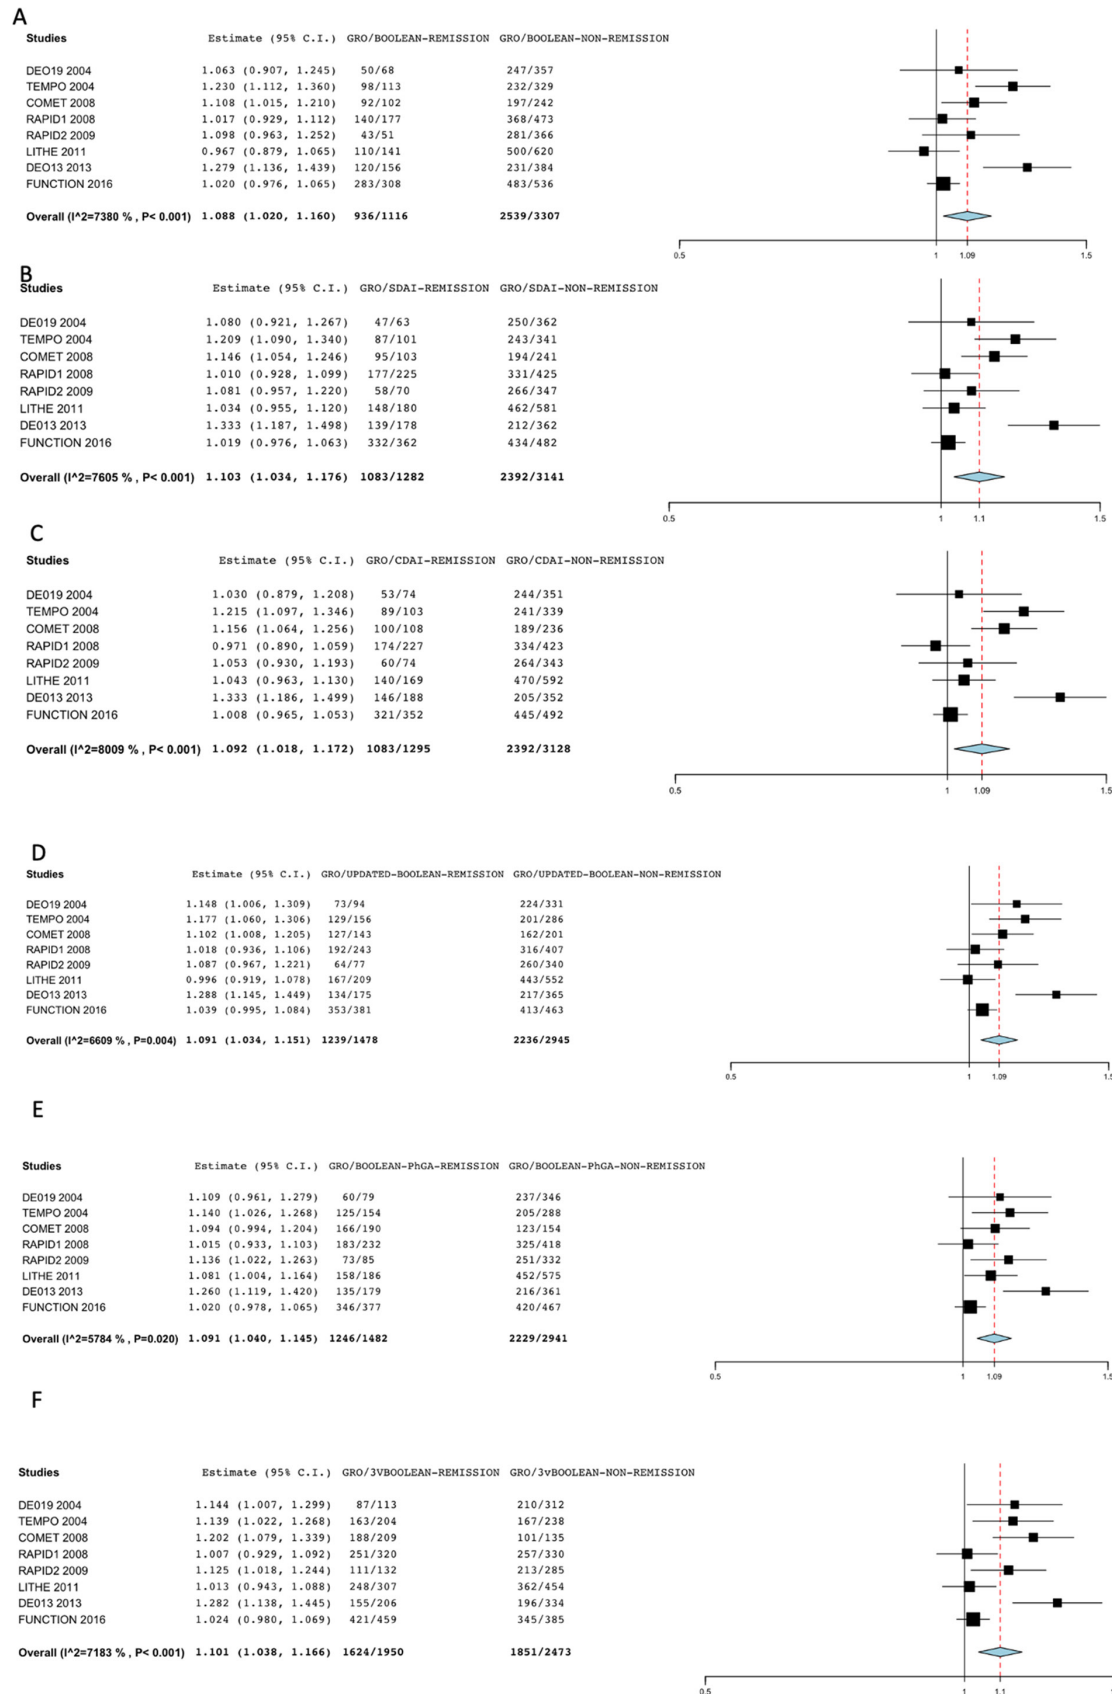 A
Studies Estimate (95% C.I.) GRO/BOOLEAN-REMISSION GRO/BOOLEAN-NON-REMISSION
DEO19 2004 1.063 (0.907, 1.245) 50/68 247/357
TEMPO 2004 1.230 (1.112, 1.360) 98/113 232/329
COMET 2008 1.108 (1.015, 1.210) 92/102 197/242
RAPID1 2008 1.017 (0.929, 1.112) 140/177 368/473
RAPID2 2009 1.098 (0.963, 1.252) 43/51 281/366
LITHE 2011 0.967 (0.879, 1.065) 110/141 500/620
DEO13 2013 1.279 (1.136, 1.439) 120/156 231/384
FUNCTION 2016 1.020 (0.976, 1.065) 283/308 483/536
Overall (I^2=7380 % , P< 0.001) 1.088 (1.020, 1.160) 936/1116 2539/3307
0.5 1 1.09 1.5
B
Studies Estimate (95% C.I.) GRO/SDAI-REMISSION GRO/SDAI-NON-REMISSION
DE019 2004 1.080 (0.921, 1.267) 47/63 250/362
TEMPO 2004 1.209 (1.090, 1.340) 87/101 243/341
COMET 2008 1.146 (1.054, 1.246) 95/103 194/241
RAPID1 2008 1.010 (0.928, 1.099) 177/225 331/425
RAPID2 2009 1.081 (0.957, 1.220) 58/70 266/347
LITHE 2011 1.034 (0.955, 1.120) 148/180 462/581
DE013 2013 1.333 (1.187, 1.498) 139/178 212/362
FUNCTION 2016 1.019 (0.976, 1.063) 332/362 434/482
Overall (I^2=7605 % , P< 0.001) 1.103 (1.034, 1.176) 1083/1282 2392/3141
0.5 1 1.1 1.5
C
Studies Estimate (95% C.I.) GRO/CDAI-REMISSION GRO/CDAI-NON-REMISSION
DE019 2004 1.030 (0.879, 1.208) 53/74 244/351
TEMPO 2004 1.215 (1.097, 1.346) 89/103 241/339
COMET 2008 1.156 (1.064, 1.256) 100/108 189/236
RAPID1 2008 0.971 (0.890, 1.059) 174/227 334/423
RAPID2 2009 1.053 (0.930, 1.193) 60/74 264/343
LITHE 2011 1.043 (0.963, 1.130) 140/169 470/592
DE013 2013 1.333 (1.186, 1.499) 146/188 205/352
FUNCTION 2016 1.008 (0.965, 1.053) 321/352 445/492
Overall (I^2=8009 % , P< 0.001) 1.092 (1.018, 1.172) 1083/1295 2392/3128
0.5 1 1.09 1.5
D
Studies Estimate (95% C.I.) GRO/UPDATED-BOOLEAN-REMISSION GRO/UPDATED-BOOLEAN-NON-REMISSION
DEO19 2004 1.148 (1.006, 1.309) 73/94 224/331
TEMPO 2004 1.177 (1.060, 1.306) 129/156 201/286
COMET 2008 1.102 (1.008, 1.205) 127/143 162/201
RAPID1 2008 1.018 (0.936, 1.106) 192/243 316/407
RAPID2 2009 1.087 (0.967, 1.221) 64/77 260/340
LITHE 2011 0.996 (0.919, 1.078) 167/209 443/552
DEO13 2013 1.288 (1.145, 1.449) 134/175 217/365
FUNCTION 2016 1.039 (0.995, 1.084) 353/381 413/463
Overall (I^2=6609 % , P=0.004) 1.091 (1.034, 1.151) 1239/1478 2236/2945
0.5 1 1.09 1.5
E
Studies Estimate (95% C.I.) GRO/BOOLEAN-PhGA-REMISSION GRO/BOOLEAN-PhGA-NON-REMISSION
DE019 2004 1.109 (0.961, 1.279) 60/79 237/346
TEMPO 2004 1.140 (1.026, 1.268) 125/154 205/288
COMET 2008 1.094 (0.994, 1.204) 166/190 123/154
RAPID1 2008 1.015 (0.933, 1.103) 183/232 325/418
RAPID2 2009 1.136 (1.022, 1.263) 73/85 251/332
LITHE 2011 1.081 (1.004, 1.164) 158/186 452/575
DE013 2013 1.260 (1.119, 1.420) 135/179 216/361
FUNCTION 2016 1.020 (0.978, 1.065) 346/377 420/467
Overall (I^2=5784 % , P=0.020) 1.091 (1.040, 1.145) 1246/1482 2229/2941
0.5 1 1.09 1.5
F
Studies Estimate (95% C.I.) GRO/3VBOOLEAN-REMISSION GRO/3vBOOLEAN-NON-REMISSION
DE019 2004 1.144 (1.007, 1.299) 87/113 210/312
TEMPO 2004 1.139 (1.022, 1.268) 163/204 167/238
COMET 2008 1.202 (1.079, 1.339) 188/209 101/135
RAPID1 2008 1.007 (0.929, 1.092) 251/320 257/330
RAPID2 2009 1.125 (1.018, 1.244) 111/132 213/285
LITHE 2011 1.013 (0.943, 1.088) 248/307 362/454
DE013 2013 1.282 (1.138, 1.445) 155/206 196/334
FUNCTION 2016 1.024 (0.980, 1.069) 421/459 345/385
Overall (I^2=7183 % , P< 0.001) 1.101 (1.038, 1.166) 1624/1950 1851/2473
0.5 1 1.1